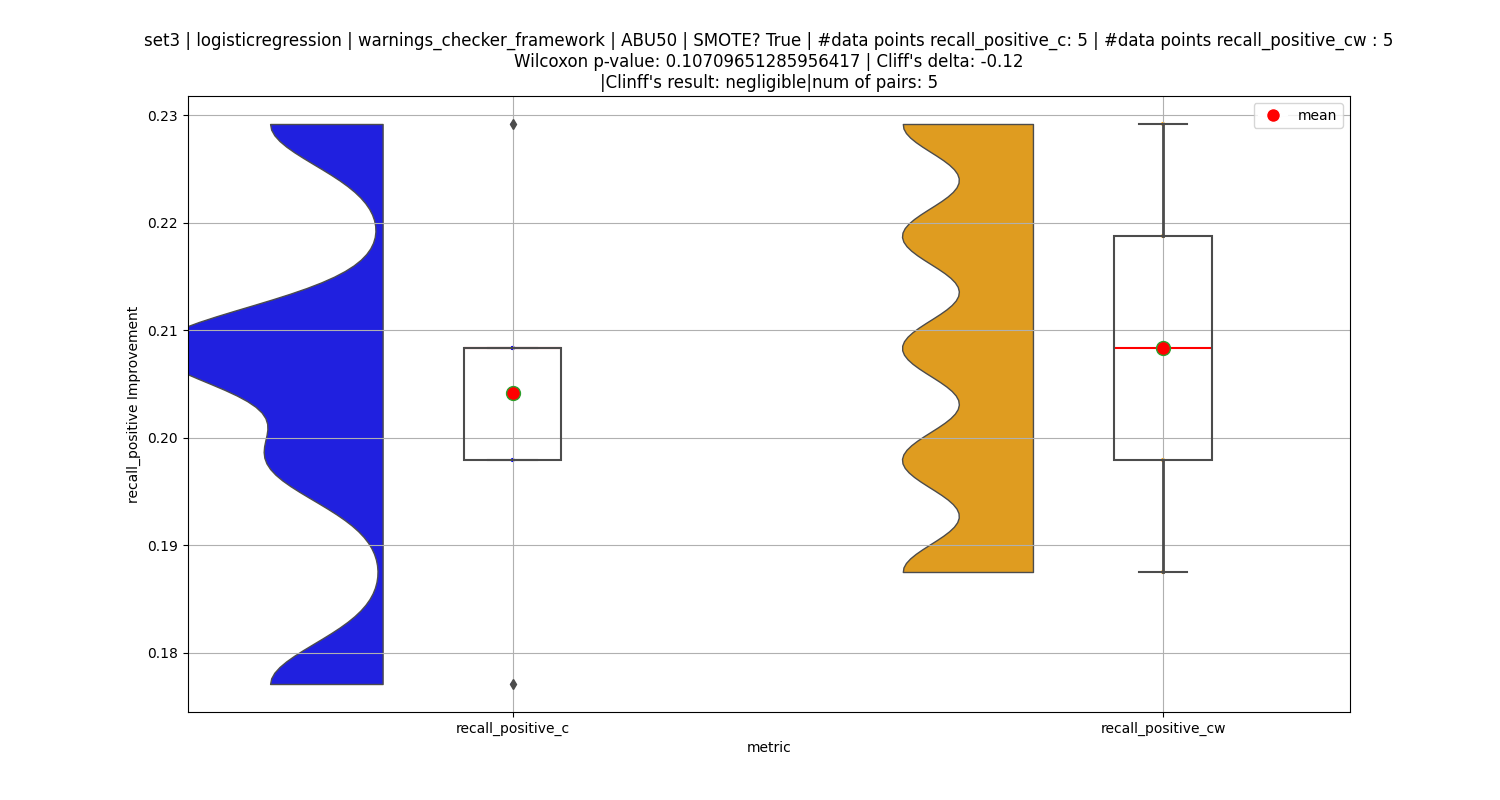 set3 | logisticregression | warnings_checker_framework | ABU50 | SMOTE? True | #data points recall_positive_c: 5 | #data points recall_positive_cw : 5
Wilcoxon p-value: 0.10709651285956417 | Cliff's delta: -0.12
|Clinff's result: negligible|num of pairs: 5
mean
0.23
0.22
0.21
0.20
0.19
0.18
recall_positive Improvement
recall_positive_c
recall_positive_cw
metric